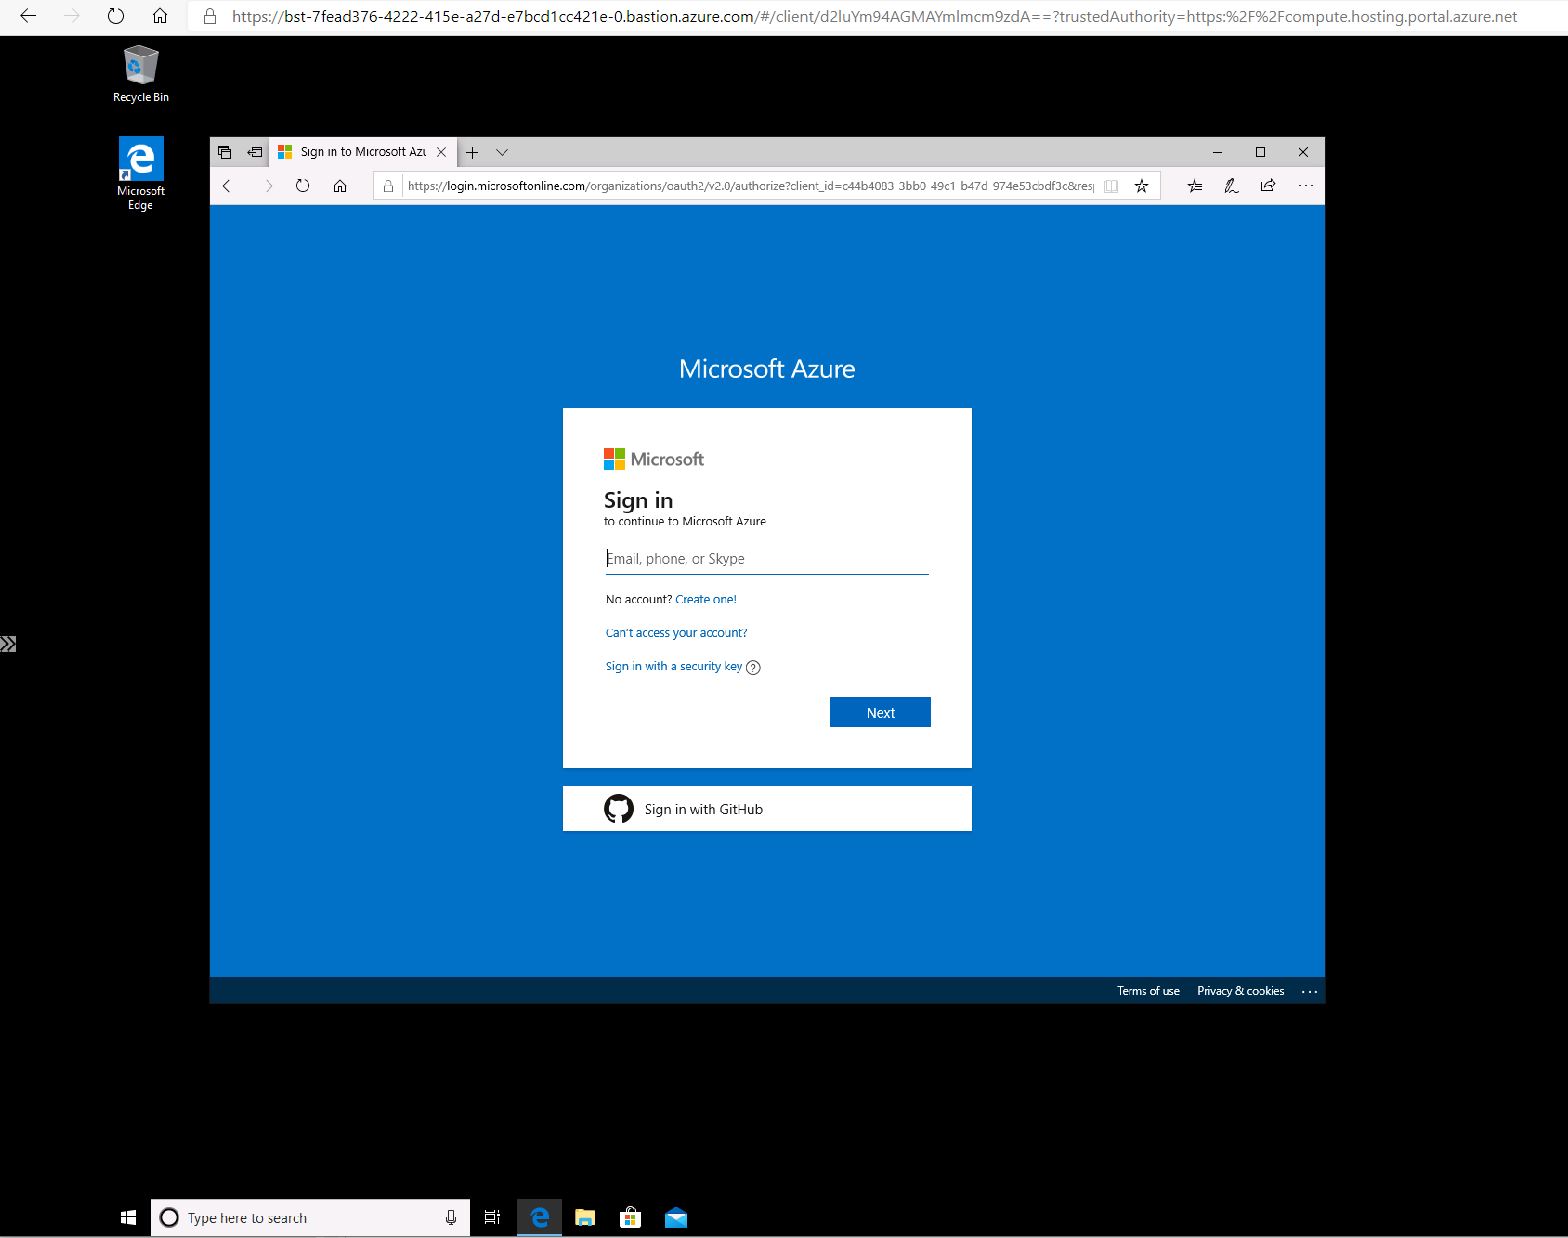 https://bst-7fead376-4222-415e-a27d-e7bcd1cc421e-0.bastion.azure.com/#/client/d2luYm94AGMAYmlmcm9zdA==?trustedAuthority=https:%2F%2Fcompute.hosting.portal.azure.net
Recycle Bin
Microsoft
Edge
Sign in to Microsoft Azu
https://login.microsoftonline.com/organizations/oauth2/v2.0/authorize?client_id=c44b4083-3bb0-49c1-b47d-974e53cbdf3c&resp
Microsoft Azure
Microsoft
Sign in
to continue to Microsoft Azure
Email, phone, or Skype
No account? Create one!
Can't access your account?
Sign in with a security key
Next
Sign in with GitHub
Terms of use Privacy & cookies ...
Type here to search